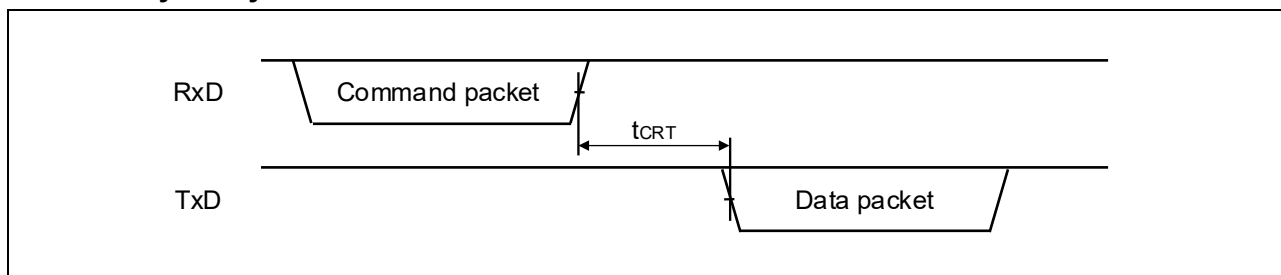 RxD
Command packet
tCRT
TxD
Data packet